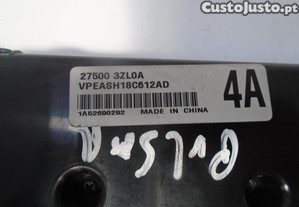 CustoJusto.pt
27500 3ZL0A
VPEASH18C612AD
4A
1A52690292 MADE IN CHINA
Pulsar